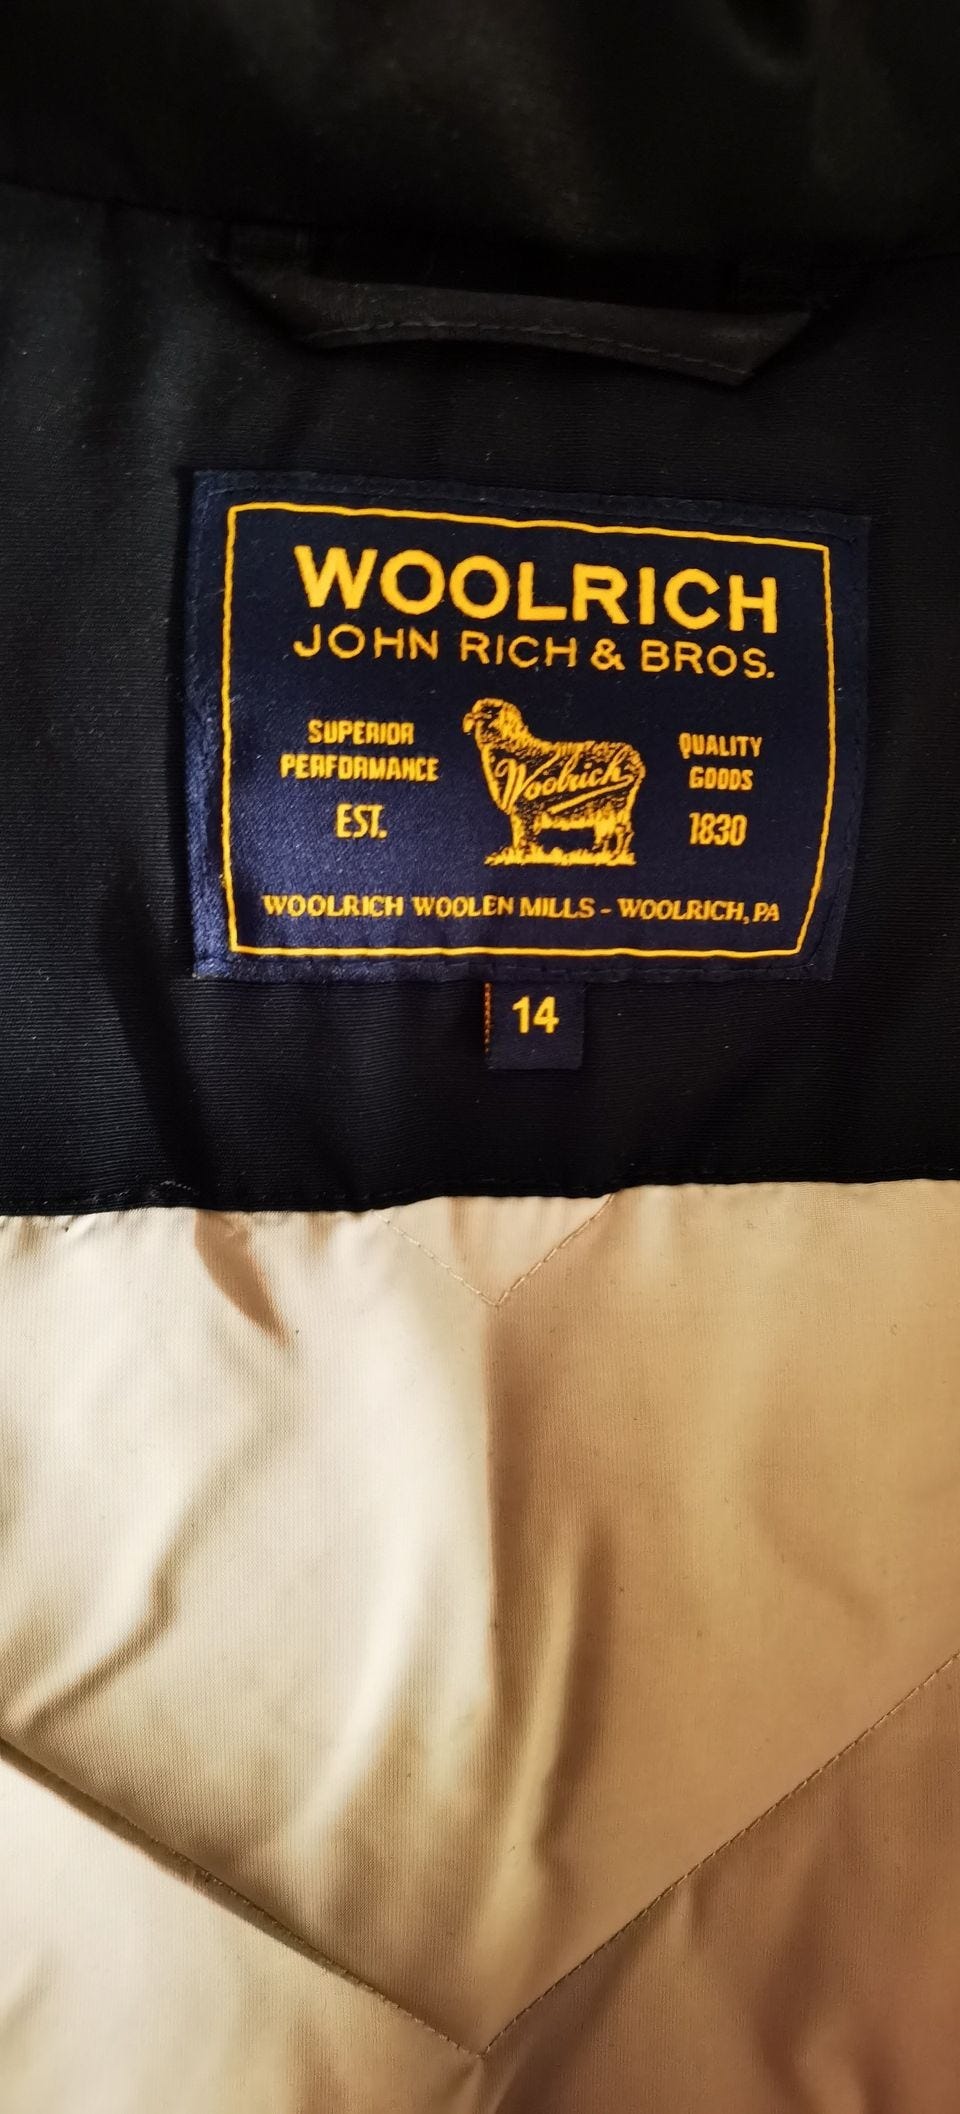 WOOLRICH
JOHN RICH & BROS.
SUPERIOR
PERFORMANCE
EST.
Woolrich
QUALITY
GOODS
1830
WOOLRICH WOOLEN MILLS - WOOLRICH, PA
14